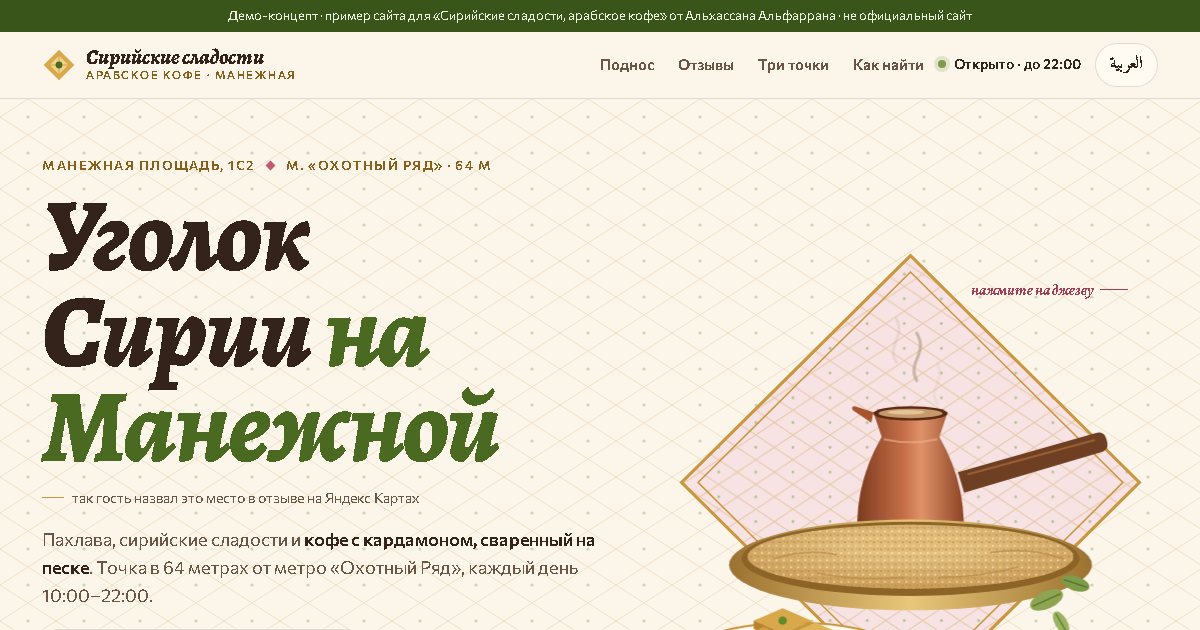 Демо-концепт · пример сайта для «Сирийские сладости, арабское кофе» от Альхассана Альфаррана · не официальный сайт
Сирийские сладости
АРАБСКОЕ КОФЕ · МАНЕЖНАЯ
Поднос
Отзывы
Три точки
Как найти
Открыто · до 22:00
العربية
МАНЕЖНАЯ ПЛОЩАДЬ, 1С2 ◆ М. «ОХОТНЫЙ РЯД» · 64 М
Уголок
Сирии на
Манежной
нажмите на джезву
так гость назвал это место в отзыве на Яндекс Картах
Пахлава, сирийские сладости и кофе с кардамоном, сваренный на
песке. Точка в 64 метрах от метро «Охотный Ряд», каждый день
10:00–22:00.